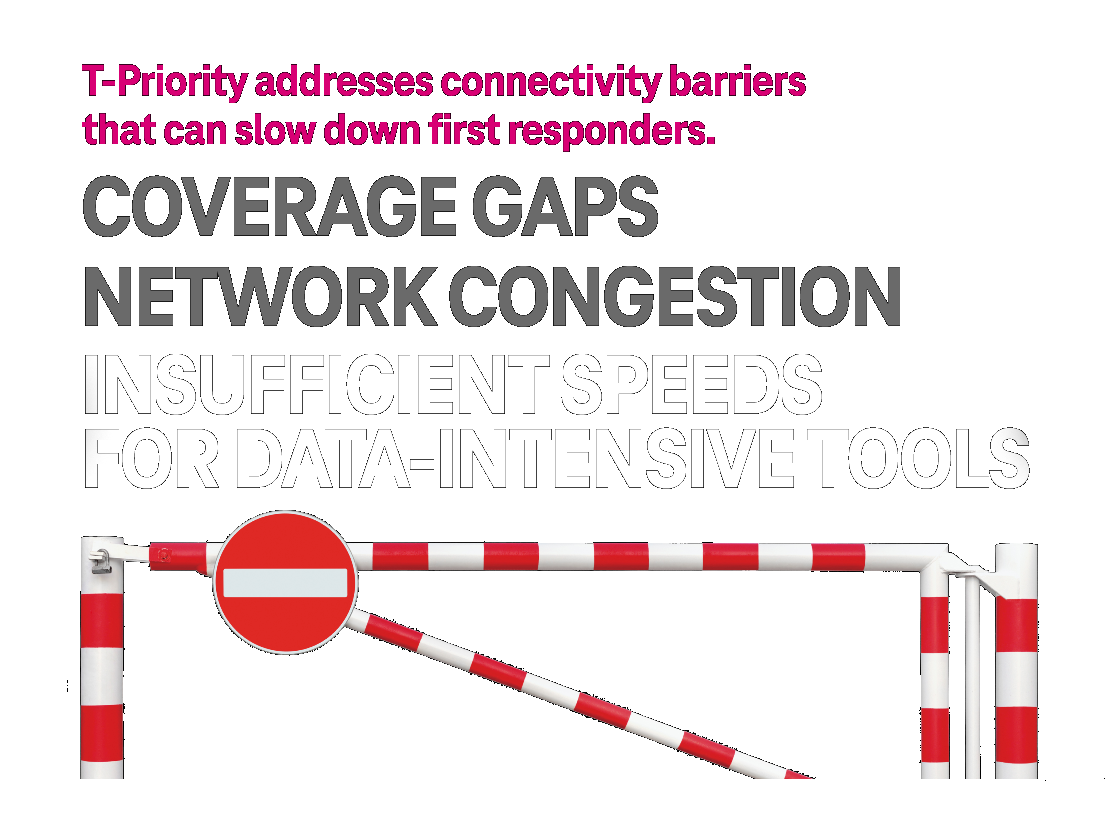 T-Priority addresses connectivity barriers
that can slow down first responders.
COVERAGE GAPS
NETWORK CONGESTION
INSUFFICIENT SPEEDS
FOR DATA-INTENSIVE TOOLS